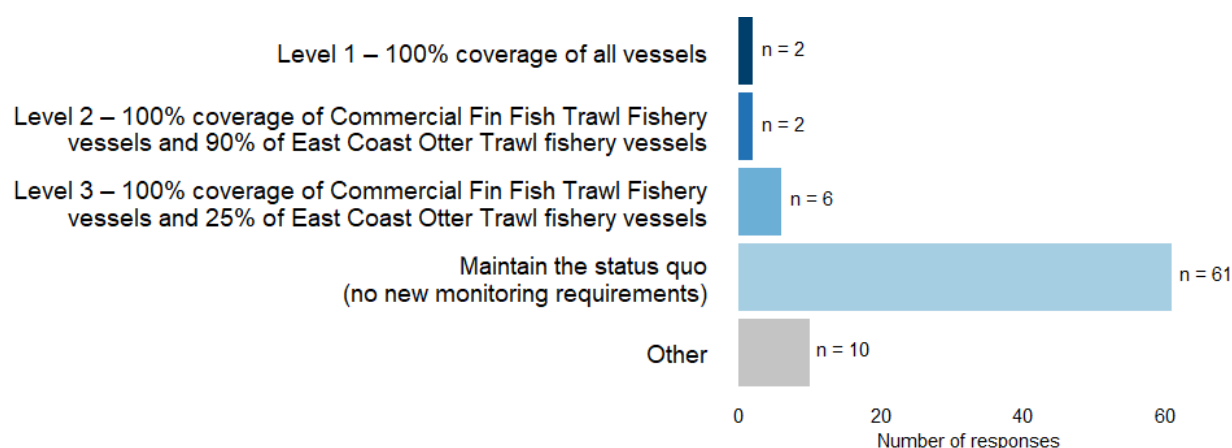 Level 1 – 100% coverage of all vessels
n = 2
Level 2 – 100% coverage of Commercial Fin Fish Trawl Fishery
vessels and 90% of East Coast Otter Trawl fishery vessels
n = 2
Level 3 – 100% coverage of Commercial Fin Fish Trawl Fishery
vessels and 25% of East Coast Otter Trawl fishery vessels
n = 6
Maintain the status quo
(no new monitoring requirements)
n = 61
Other
n = 10
0 20 40 60
Number of responses